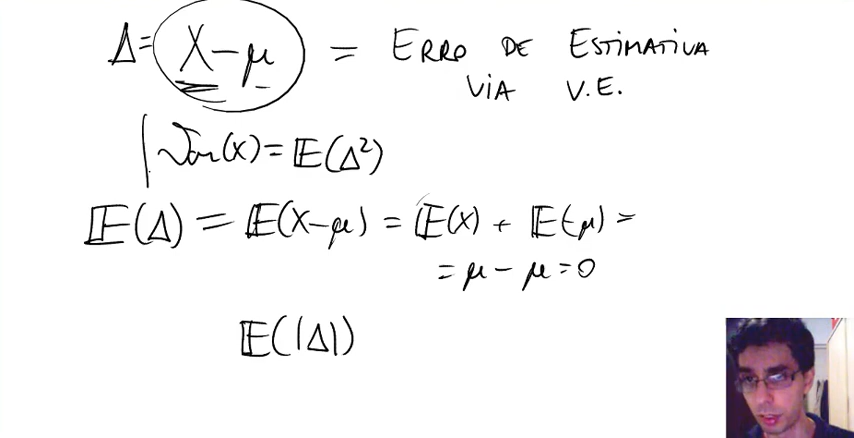 Δ = X - μ = ERRO DE ESTIMATIVA
VIA V.E.
Var(X) = E(Δ²)
E(Δ) = E(X-μ) = E(X) + E(-μ) =
= μ - μ = 0
E(|Δ|)